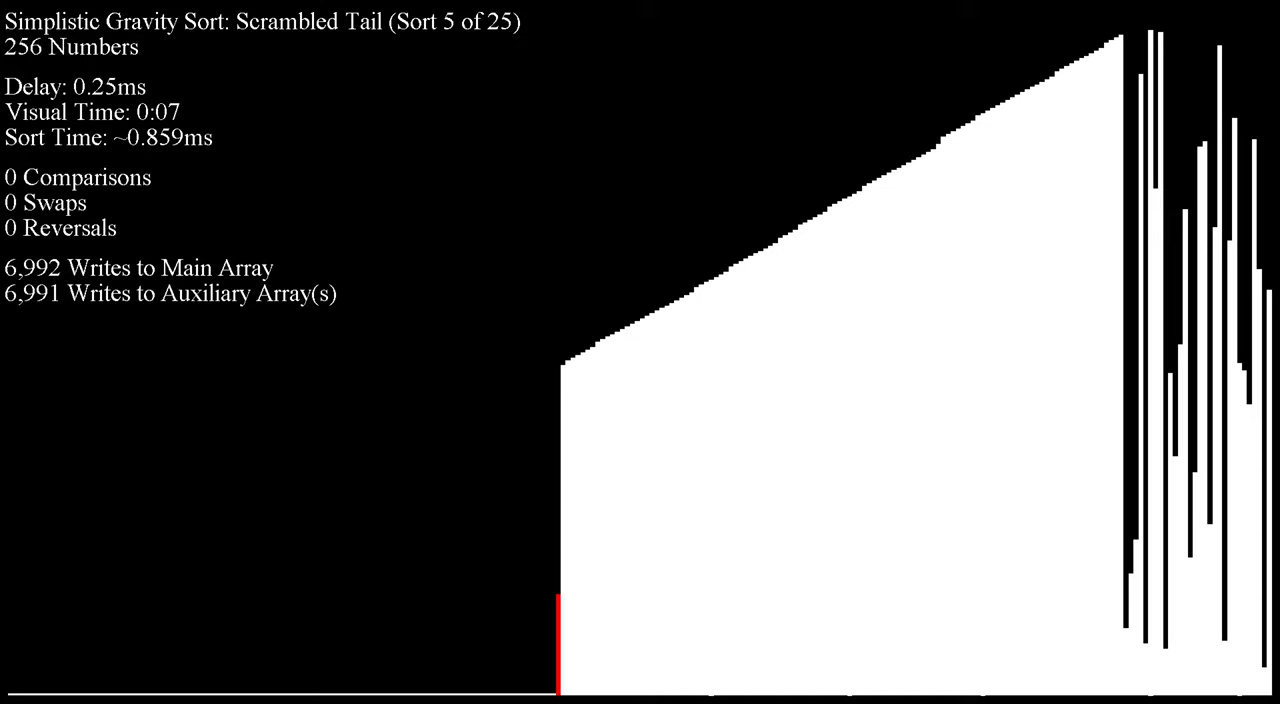 Simplistic Gravity Sort: Scrambled Tail (Sort 5 of 25)
256 Numbers
Delay: 0.25ms
Visual Time: 0:07
Sort Time: ~0.859ms
0 Comparisons
0 Swaps
0 Reversals
6,992 Writes to Main Array
6,991 Writes to Auxiliary Array(s)